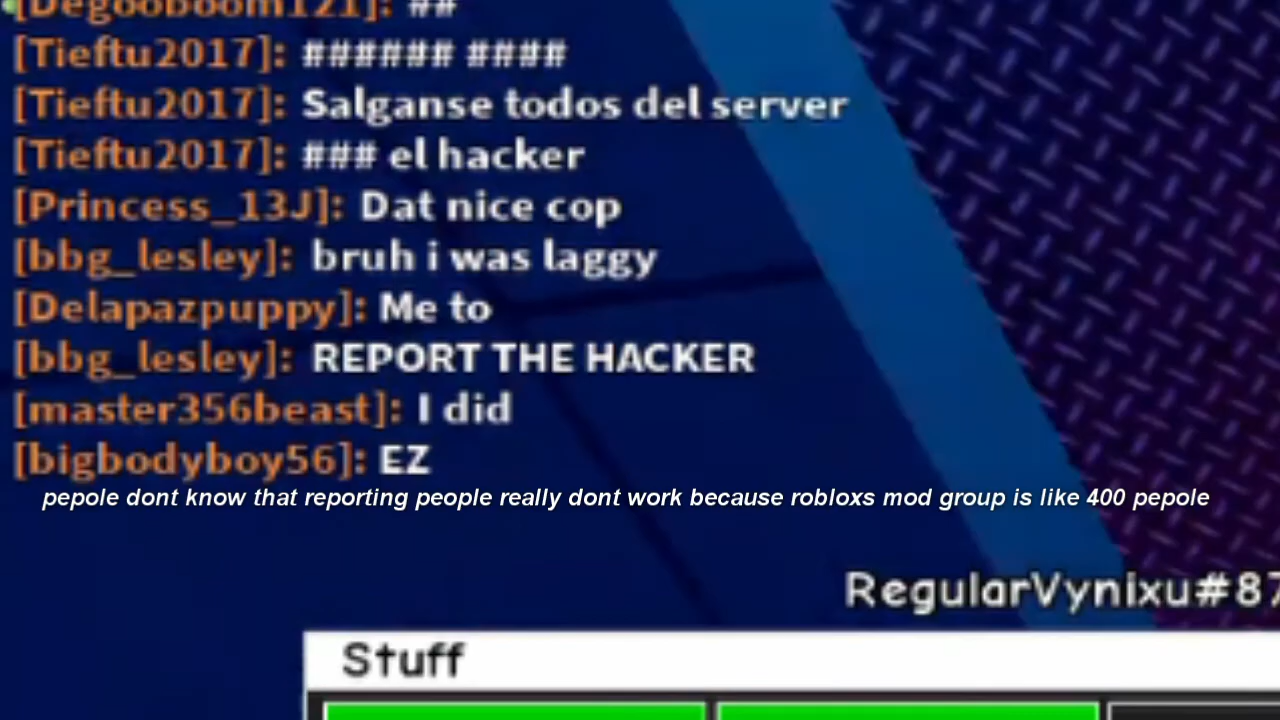 [Degooboom121]: ##
[Tieftu2017]: ###### ####
[Tieftu2017]: Salganse todos del server
[Tieftu2017]: ### el hacker
[Princess_13J]: Dat nice cop
[bbg_lesley]: bruh i was laggy
[Delapazpuppy]: Me to
[bbg_lesley]: REPORT THE HACKER
[master356beast]: I did
[bigbodyboy56]: EZ
pepole dont know that reporting people really dont work because robloxs mod group is like 400 pepole
RegularVynixu#87
Stuff